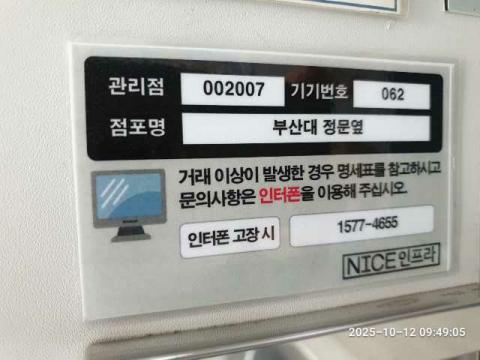 관리점 002007 기기번호 062
점포명 부산대 정문옆
거래 이상이 발생한 경우 명세표를 참고하시고
문의사항은 인터폰을 이용해 주십시오.
인터폰 고장 시 1577-4655
NICE인프라
2025-10-12 09:49:05